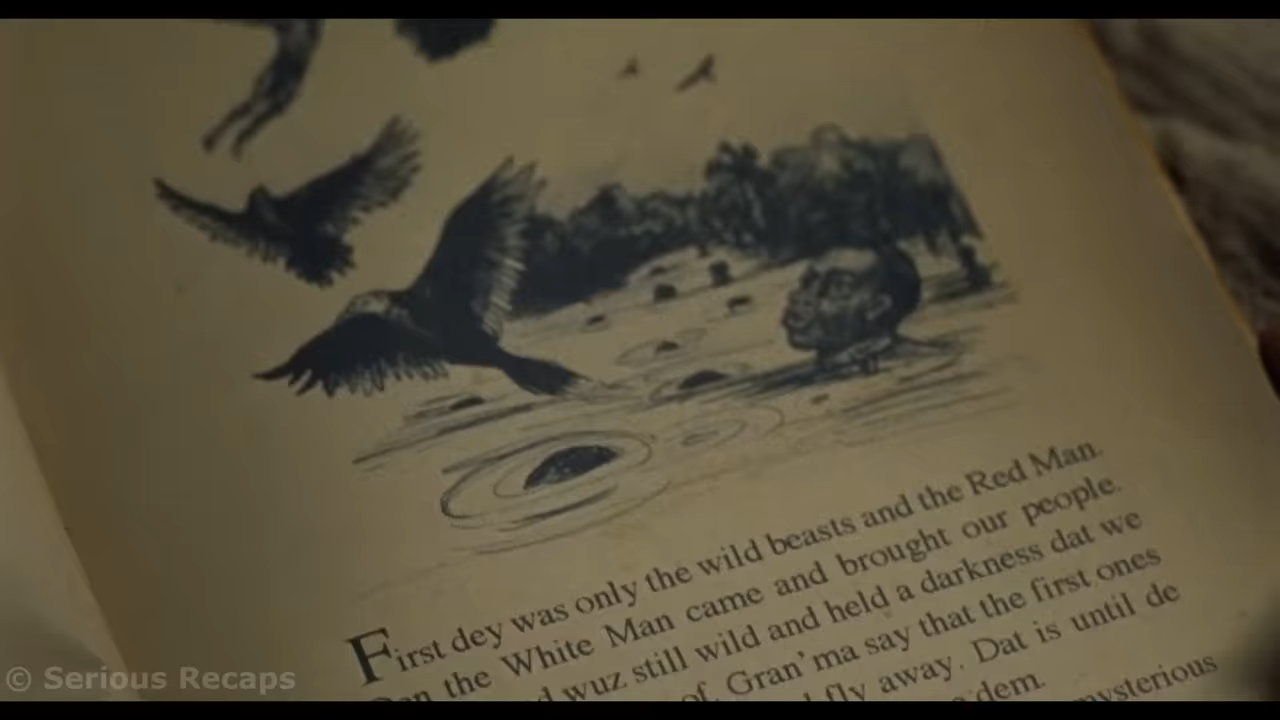 First dey was only the wild beasts and the Red Man.
the White Man came and brought our people.
wuz still wild and held a darkness dat we
of. Gran'ma say that the first ones
fly away. Dat is until de
dem.
mysterious
© Serious Recaps